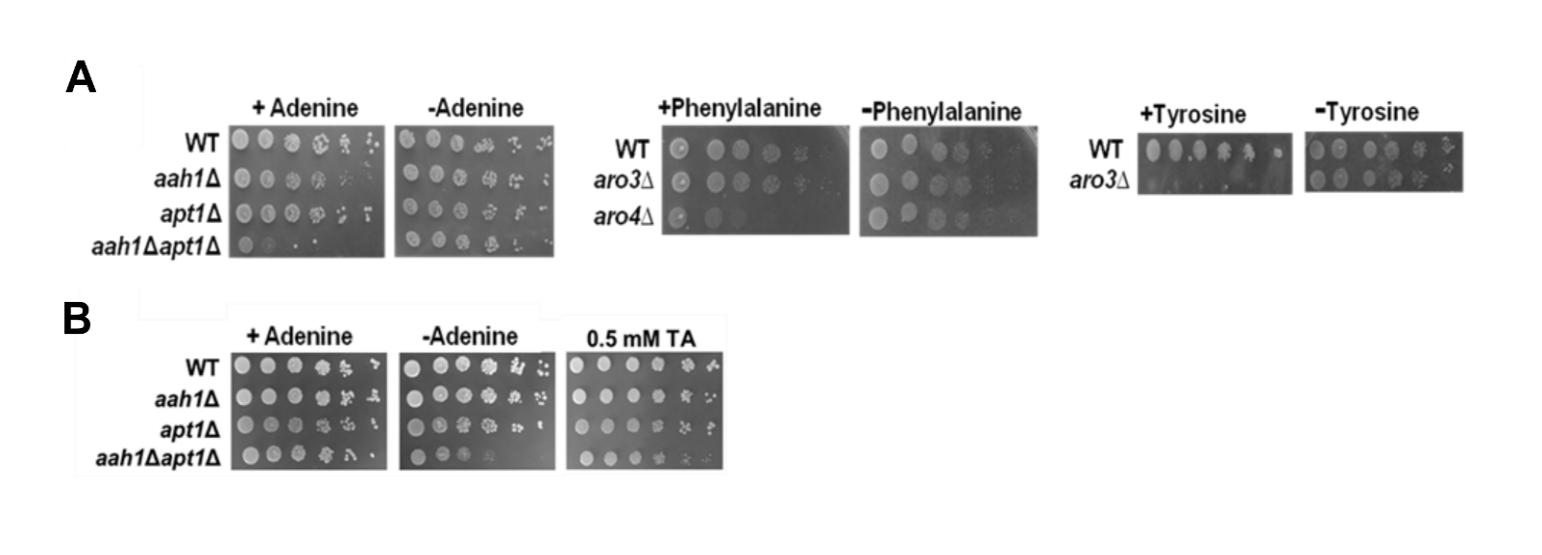 A
+ Adenine -Adenine +Phenylalanine -Phenylalanine +Tyrosine -Tyrosine
WT WT WT
aah1Δ aro3Δ aro3Δ
apt1Δ aro4Δ
aah1Δapt1Δ
B
+ Adenine -Adenine 0.5 mM TA
WT
aah1Δ
apt1Δ
aah1Δapt1Δ